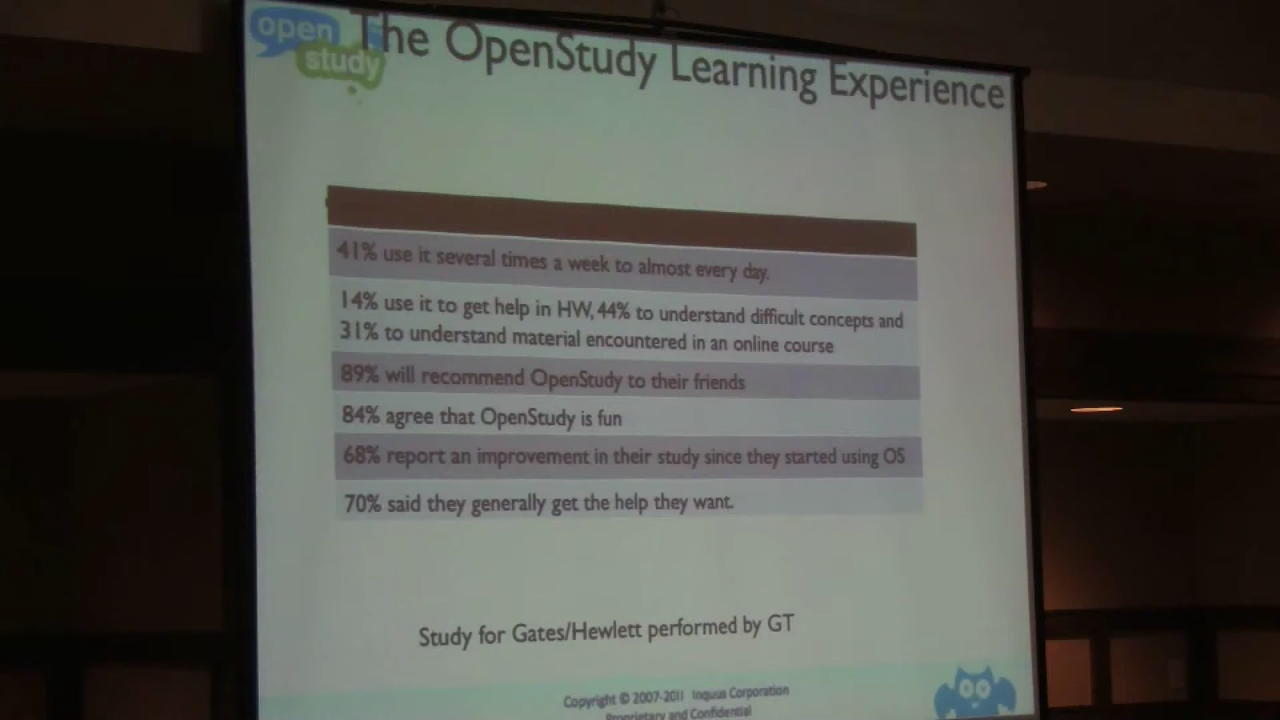 open
study
The OpenStudy Learning Experience
41% use it several times a week to almost every day.
14% use it to get help in HW, 44% to understand difficult concepts and
31% to understand material encountered in an online course
89% will recommend OpenStudy to their friends
84% agree that OpenStudy is fun
68% report an improvement in their study since they started using OS
70% said they generally get the help they want.
Study for Gates/Hewlett performed by GT
Copyright © 2007-2011 Inquus Corporation
Proprietary and Confidential